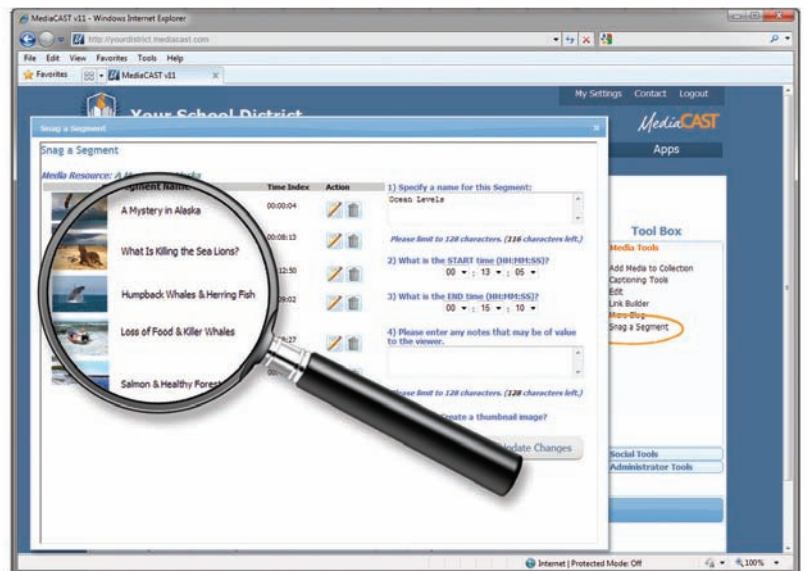 MediaCAST v11 - Windows Internet Explorer
http://yourdistrict.mediacast.com
File Edit View Favorites Tools Help
Favorites MediaCAST v11
My Settings Contact Logout
Your School District
MediaCAST
Snag a Segment
Apps
Snag a Segment
Media Resource: A
Segment Name Time Index Action
1) Specify a name for this Segment:
Ocean Levels
A Mystery in Alaska 00:00:04
Please limit to 128 characters. (116 characters left.)
What Is Killing the Sea Lions? 00:08:13
2) What is the START time (HH:MM:SS)?
00 : 13 : 05
Humpback Whales & Herring Fish 12:50
3) What is the END time (HH:MM:SS)?
00 : 15 : 10
Loss of Food & Killer Whales
4) Please enter any notes that may be of value
to the viewer.
Salmon & Healthy Forest
Please limit to 128 characters. (128 characters left.)
Create a thumbnail image?
Update Changes
Tool Box
Media Tools
Add Media to Collection
Captioning Tools
Edit
Link Builder
Snag a Segment
Social Tools
Administrator Tools
Internet | Protected Mode: Off 100%